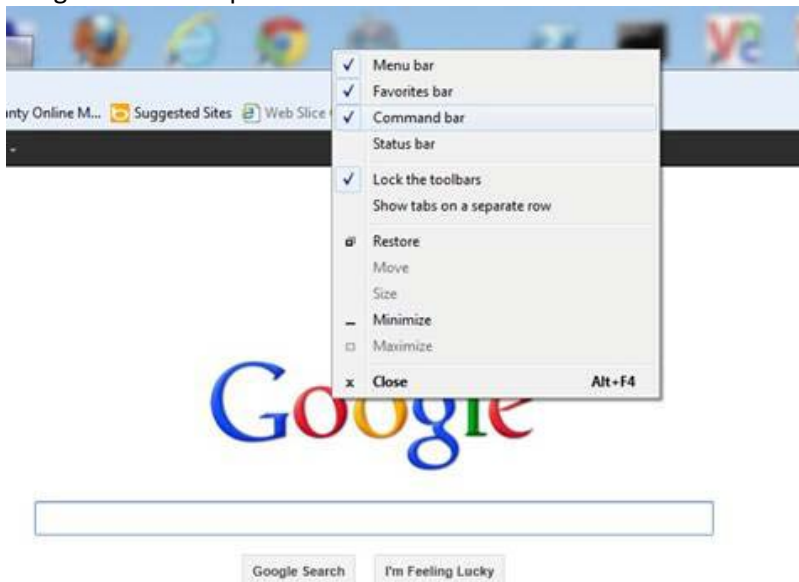 Menu bar
Favorites bar
unty Online M... Suggested Sites Web Slice
Command bar
Status bar
Lock the toolbars
Show tabs on a separate row
Restore
Move
Size
Minimize
Maximize
Close Alt+F4
Google
Google Search I'm Feeling Lucky